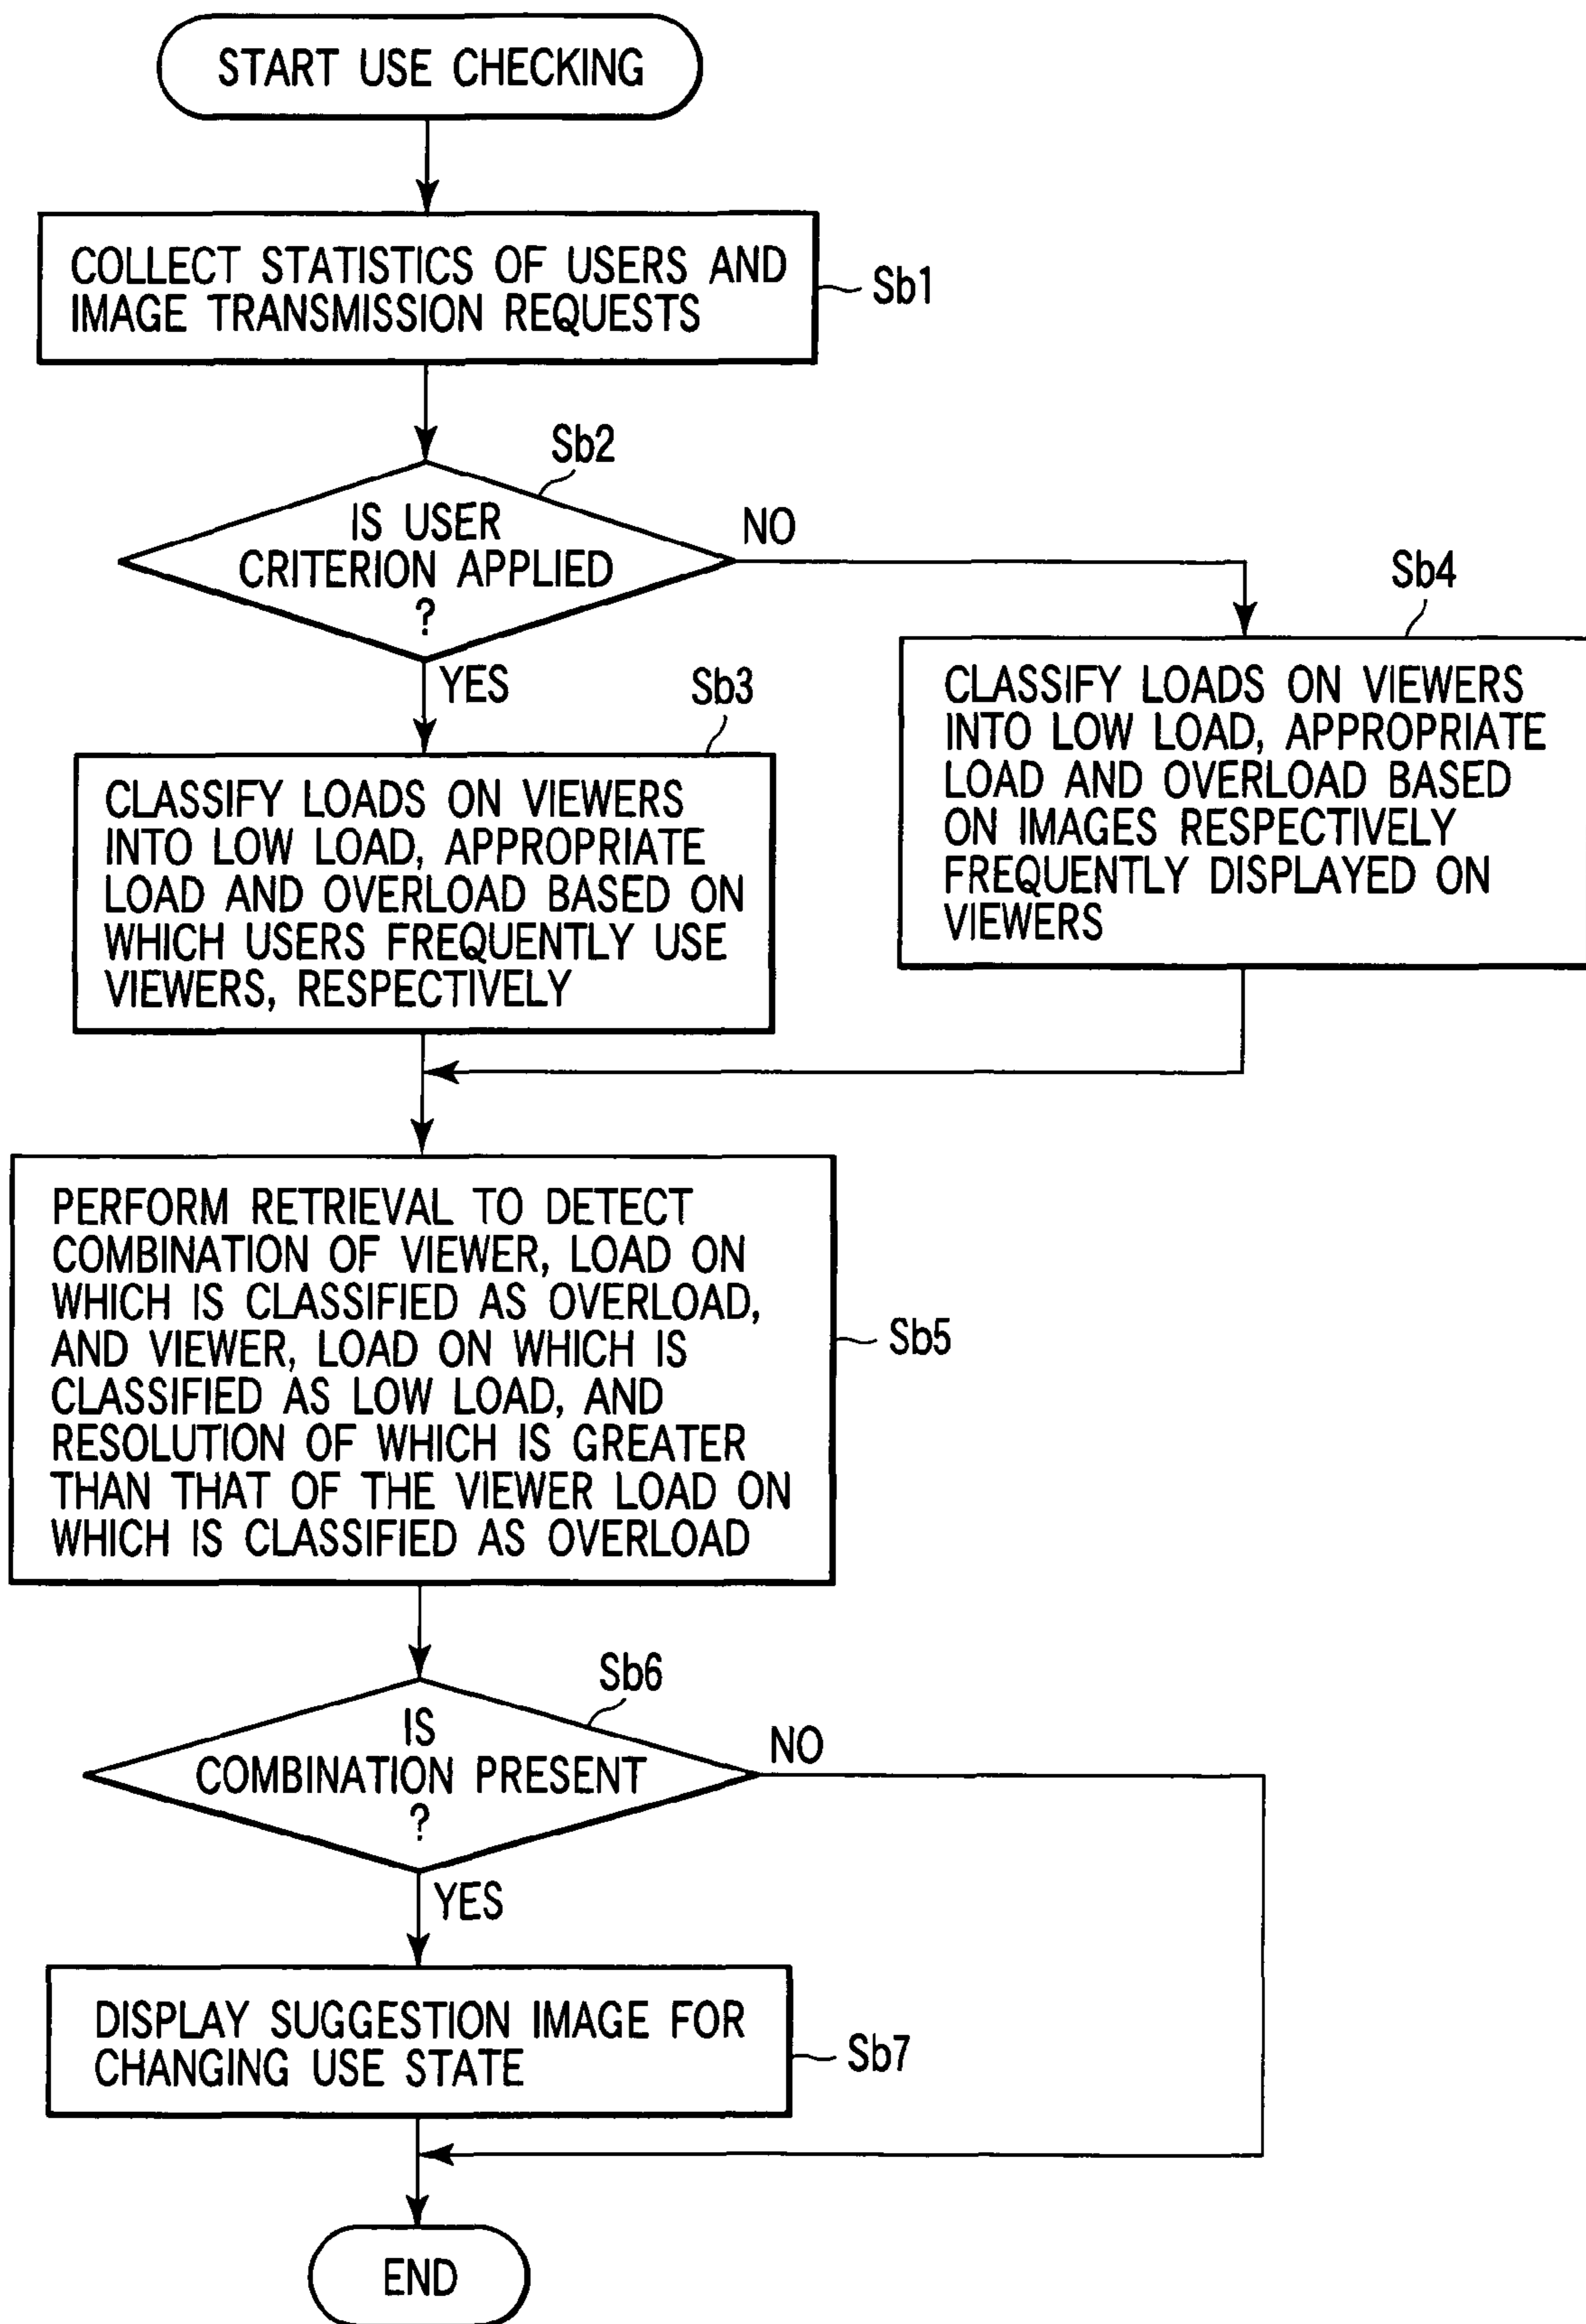 START USE CHECKING
COLLECT STATISTICS OF USERS AND
IMAGE TRANSMISSION REQUESTS
Sb1
Sb2
IS USER
CRITERION APPLIED
?
NO
YES
Sb3
CLASSIFY LOADS ON VIEWERS
INTO LOW LOAD, APPROPRIATE
LOAD AND OVERLOAD BASED ON
WHICH USERS FREQUENTLY USE
VIEWERS, RESPECTIVELY
Sb4
CLASSIFY LOADS ON VIEWERS
INTO LOW LOAD, APPROPRIATE
LOAD AND OVERLOAD BASED
ON IMAGES RESPECTIVELY
FREQUENTLY DISPLAYED ON
VIEWERS
PERFORM RETRIEVAL TO DETECT
COMBINATION OF VIEWER, LOAD ON
WHICH IS CLASSIFIED AS OVERLOAD,
AND VIEWER, LOAD ON WHICH IS
CLASSIFIED AS LOW LOAD, AND
RESOLUTION OF WHICH IS GREATER
THAN THAT OF THE VIEWER LOAD ON
WHICH IS CLASSIFIED AS OVERLOAD
Sb5
Sb6
IS
COMBINATION PRESENT
?
NO
YES
DISPLAY SUGGESTION IMAGE FOR
CHANGING USE STATE
Sb7
END